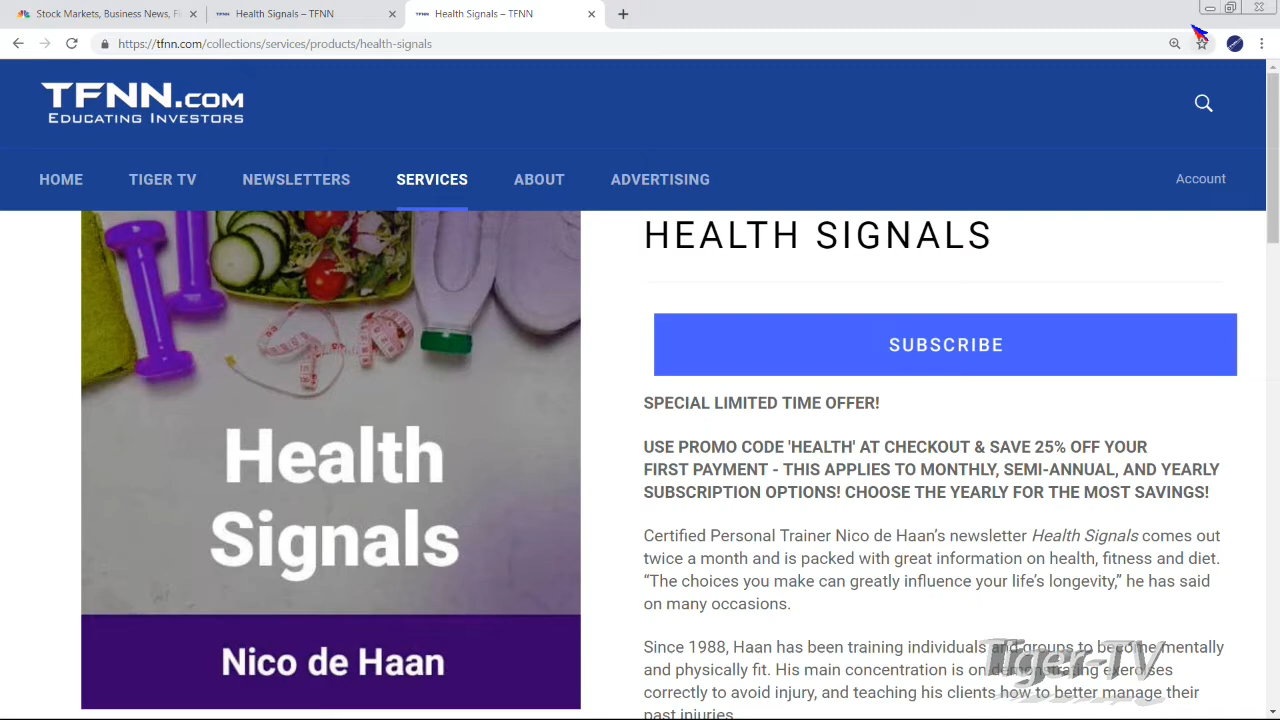 Stock Markets, Business News, Fi
Health Signals – TFNN
Health Signals – TFNN
https://tfnn.com/collections/services/products/health-signals
TFNN.COM
EDUCATING INVESTORS
HOME
TIGER TV
NEWSLETTERS
SERVICES
ABOUT
ADVERTISING
Account
Health
Signals
Nico de Haan
HEALTH SIGNALS
SUBSCRIBE
SPECIAL LIMITED TIME OFFER!
USE PROMO CODE 'HEALTH' AT CHECKOUT & SAVE 25% OFF YOUR
FIRST PAYMENT - THIS APPLIES TO MONTHLY, SEMI-ANNUAL, AND YEARLY
SUBSCRIPTION OPTIONS! CHOOSE THE YEARLY FOR THE MOST SAVINGS!
Certified Personal Trainer Nico de Haan’s newsletter Health Signals comes out
twice a month and is packed with great information on health, fitness and diet.
“The choices you make can greatly influence your life’s longevity,” he has said
on many occasions.
Since 1988, Haan has been training individuals and groups to become mentally
and physically fit. His main concentration is on demonstrating exercises
correctly to avoid injury, and teaching his clients how to better manage their
past injuries
Tiger-TV